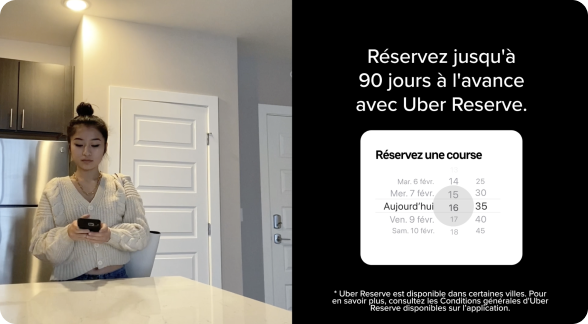 Réservez jusqu'à
90 jours à l'avance
avec Uber Reserve.
Réservez une course
Mar. 6 févr. 14 25
Mer. 7 févr. 15 30
Aujourd'hui 16 35
Ven. 9 févr. 17 40
Sam. 10 févr. 18 45
* Uber Reserve est disponible dans certaines villes. Pour
en savoir plus, consultez les Conditions générales d'Uber
Reserve disponibles sur l'application.